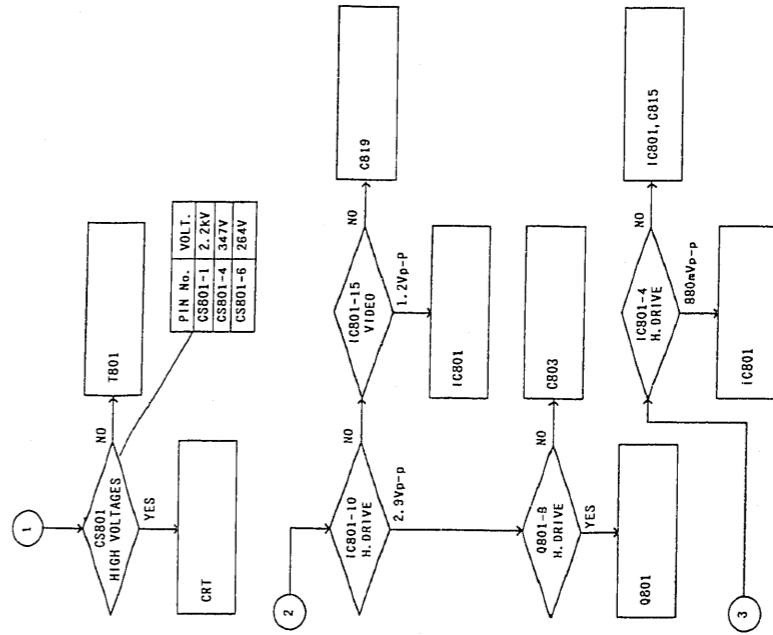 1
CS801
HIGH VOLTAGES
NO
T801
YES
CRT
PIN No. VOLT.
CS801-1 2.2kV
CS801-4 347V
CS801-6 264V
2
IC801-10
H.DRIVE
NO
IC801-15
VIDEO
NO
C819
1.2Vp-P
IC801
2.9Vp-p
Q801-B
H.DRIVE
NO
C803
YES
Q801
3
IC801-4
H.DRIVE
NO
IC801,C815
880mVp-p
IC801